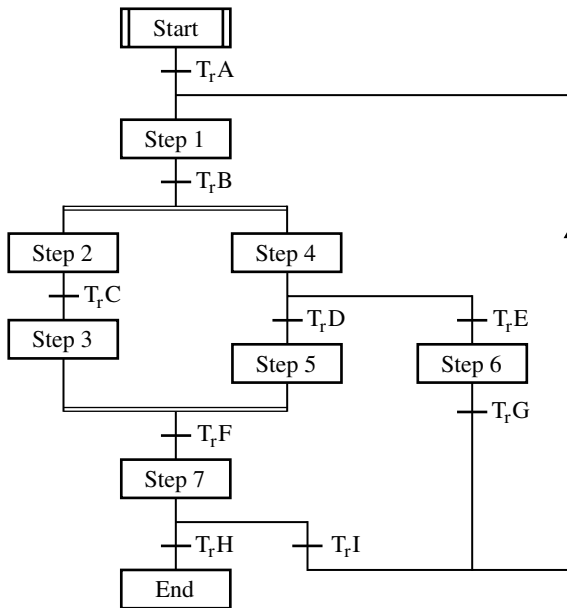 Start
TrA
Step 1
TrB
Step 2
Step 4
TrC
TrD
TrE
Step 3
Step 5
Step 6
TrG
TrF
Step 7
TrH
TrI
End